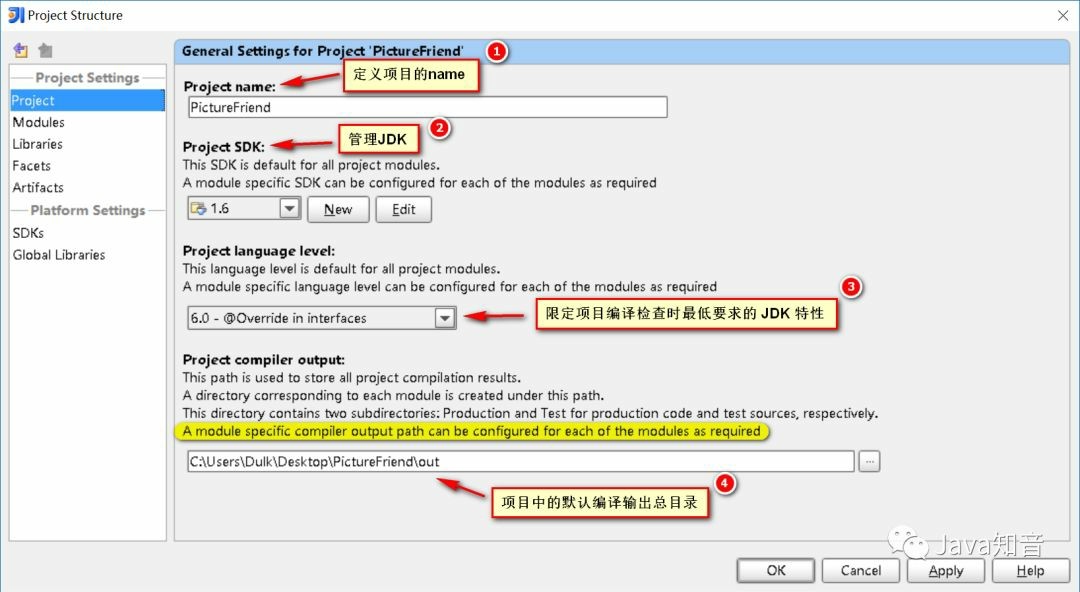 Project Structure
General Settings for Project 'PictureFriend'
1
Project Settings
Project
Modules
Libraries
Facets
Artifacts
Platform Settings
SDKs
Global Libraries
Project name:
定义项目的name
PictureFriend
2
Project SDK:
管理JDK
This SDK is default for all project modules.
A module specific SDK can be configured for each of the modules as required
1.6
New
Edit
Project language level:
This language level is default for all project modules.
A module specific language level can be configured for each of the modules as required
3
6.0 - @Override in interfaces
限定项目编译检查时最低要求的 JDK 特性
Project compiler output:
This path is used to store all project compilation results.
A directory corresponding to each module is created under this path.
This directory contains two subdirectories: Production and Test for production code and test sources, respectively.
A module specific compiler output path can be configured for each of the modules as required
C:\Users\Dulk\Desktop\PictureFriend\out
...
4
项目中的默认编译输出总目录
Java知音
OK
Cancel
Apply
Help